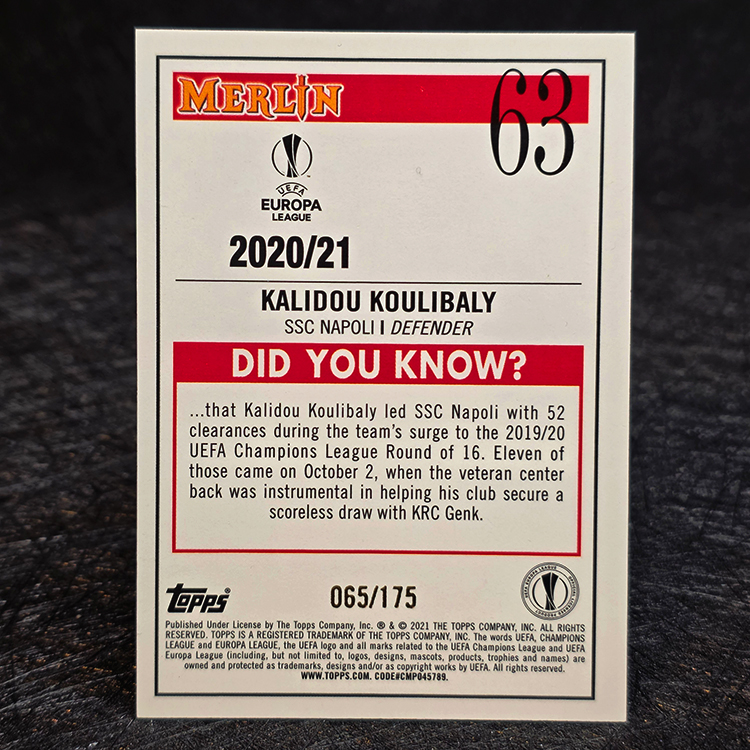 MERLIN
63
UEFA
EUROPA
LEAGUE
2020/21
KALIDOU KOULIBALY
SSC NAPOLI | DEFENDER
DID YOU KNOW?
...that Kalidou Koulibaly led SSC Napoli with 52
clearances during the team's surge to the 2019/20
UEFA Champions League Round of 16. Eleven of
those came on October 2, when the veteran center
back was instrumental in helping his club secure a
scoreless draw with KRC Genk.
topps®
065/175
Published Under License by The Topps Company, Inc. ® & © 2021 THE TOPPS COMPANY, INC. ALL RIGHTS
RESERVED. TOPPS IS A REGISTERED TRADEMARK OF THE TOPPS COMPANY, INC. The words UEFA, CHAMPIONS
LEAGUE and EUROPA LEAGUE, the UEFA logo and all marks related to the UEFA Champions League and UEFA
Europa League (including, but not limited to, logos, designs, mascots, products, trophies and names) are
owned and protected as trademarks, designs and/or as copyright works by UEFA. All rights reserved.
WWW.TOPPS.COM. CODE#CMP045789.